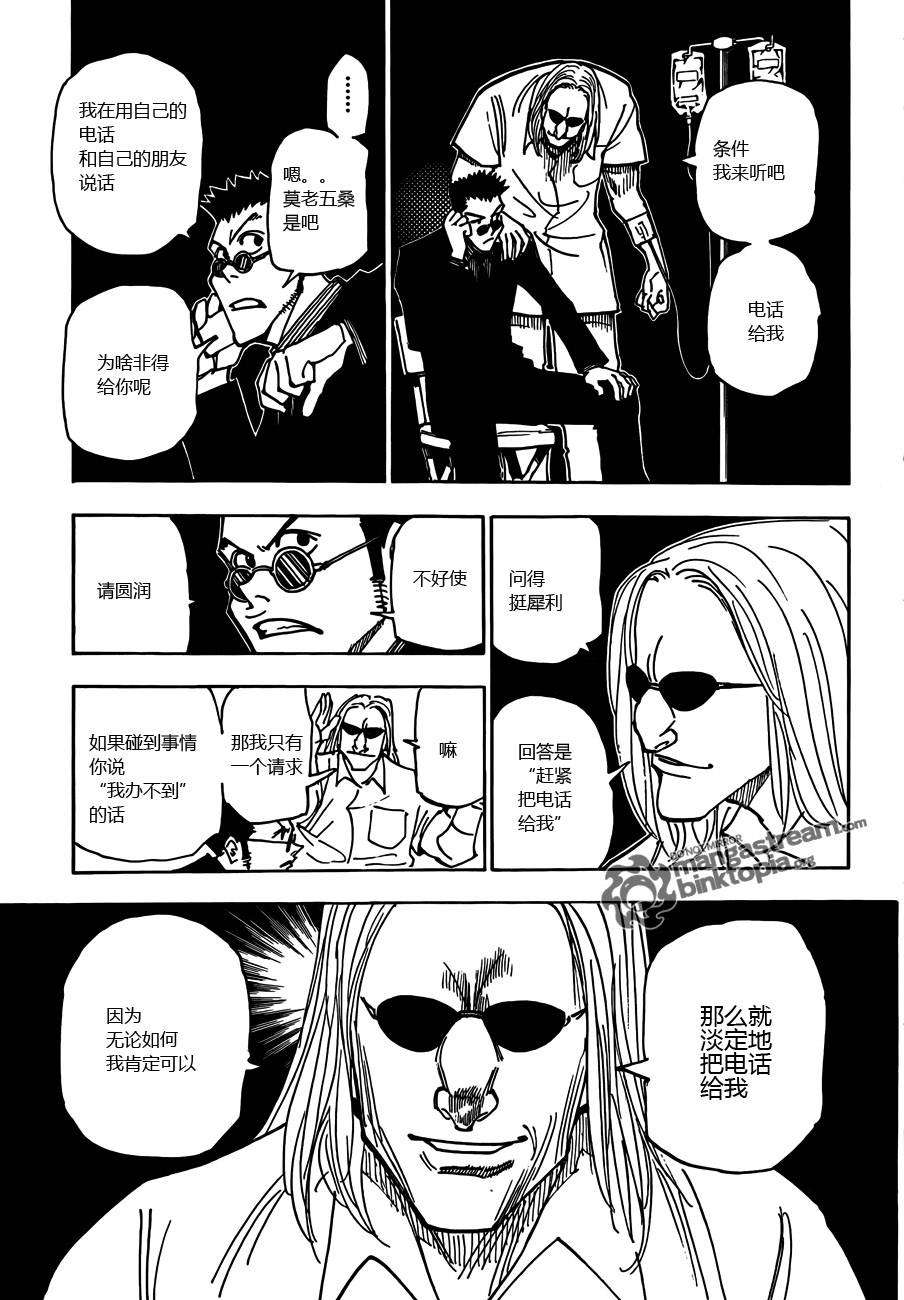 条件
我来听吧
电话
给我
……
嗯。。
莫老五桑
是吧
我在用自己的
电话
和自己的朋友
说话
为啥非得
给你呢
问得
挺犀利
回答是
“赶紧
把电话
给我”
不好使
请圆润
嘛
那我只有
一个请求
如果碰到事情
你说
“我办不到”
的话
那么就
淡定地
把电话
给我
因为
无论如何
我肯定可以
DO NOT MIRROR
mangastream.com
binktopia.org